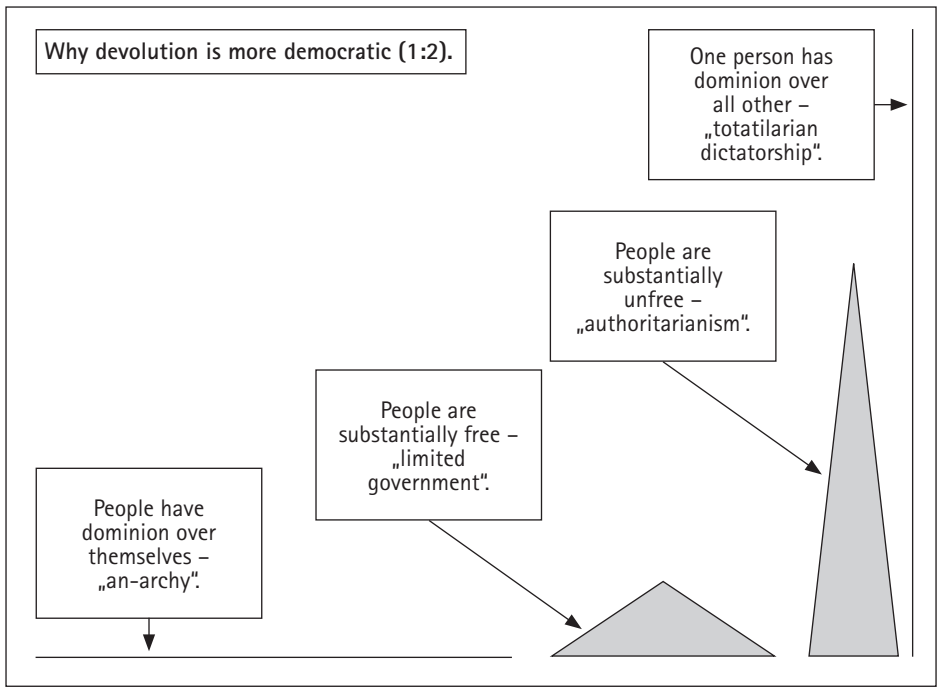 Why devolution is more democratic (1:2).
One person has
dominion over
all other –
„totatilarian
dictatorship“.
People are
substantially
unfree –
„authoritarianism“.
People are
substantially free –
„limited
government“.
People have
dominion over
themselves –
„an-archy“.